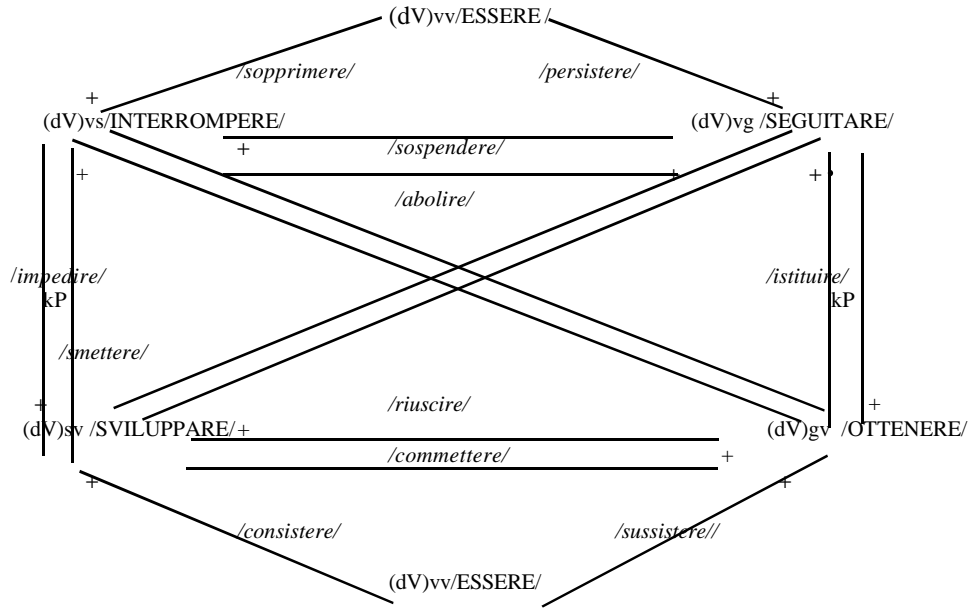 (dV)vv/ESSERE /
/sopprimere/ /persistere/
+ +
(dV)vs/INTERROMPERE/ (dV)vg /SEGUITARE/
+ /sospendere/
+ + +
/abolire/
/impedire/ /istituire/
kP kP
/smettere/
+ /riuscire/ +
(dV)sv /SVILUPPARE/ + (dV)gv /OTTENERE/
/commettere/ +
+ +
/consistere/ /sussistere//
(dV)vv/ESSERE/